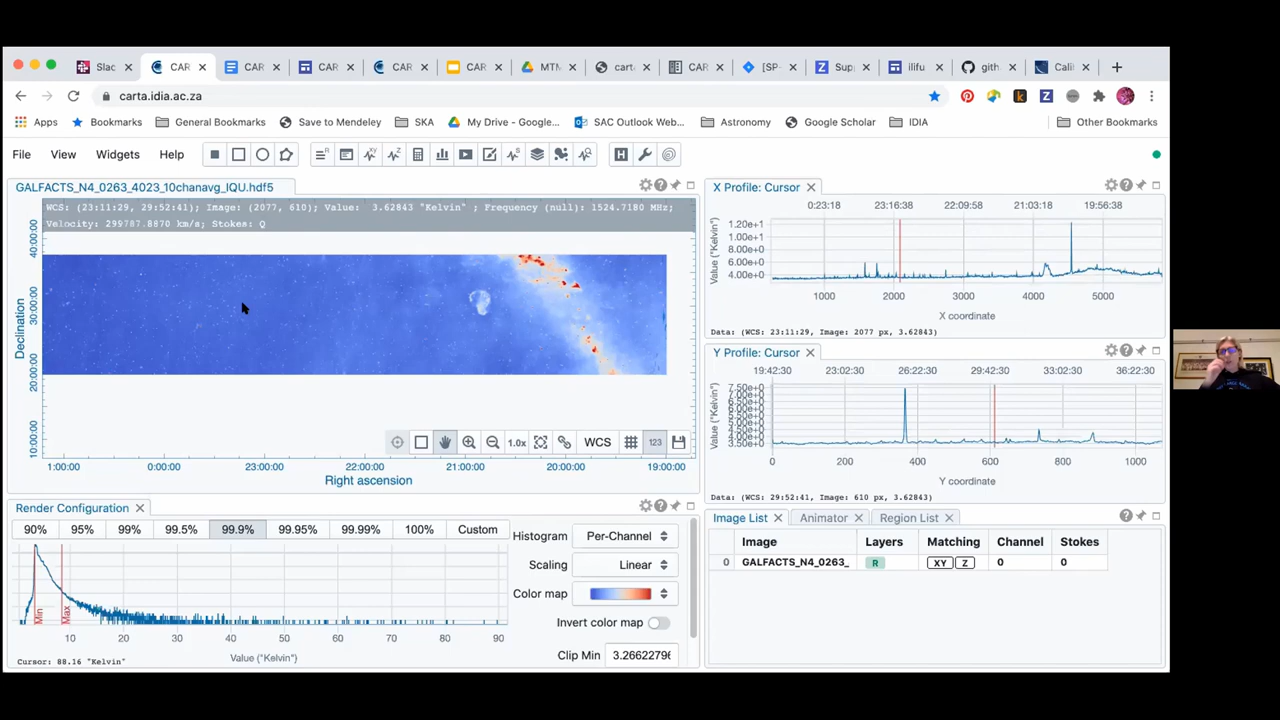 Slac
CAR
CAR
CAR
CAR
CAR
MTM
carta
CAR
[SP-
Sup
ilifu
gith
Cali
carta.idia.ac.za
Apps
Bookmarks
General Bookmarks
Save to Mendeley
SKA
My Drive - Google...
SAC Outlook Web...
Astronomy
Google Scholar
IDIA
Other Bookmarks
File View Widgets Help
GALFACTS_N4_0263_4023_10chanavg_IQU.hdf5
WCS: (23:11:29, 29:52:41); Image: (2077, 610); Value: 3.62843 "Kelvin" ; Frequency (null): 1524.7180 MHz;
Velocity: 299787.8870 km/s; Stokes: Q
Declination
40:00:00
30:00:00
20:00:00
10:00:00
1.0x
WCS
123
1:00:00 0:00:00 23:00:00 22:00:00 21:00:00 20:00:00 19:00:00
Right ascension
Render Configuration
90% 95% 99% 99.5% 99.9% 99.95% 99.99% 100% Custom
Min
Max
10 20 30 40 50 60 70 80 90
Cursor: 88.16 "Kelvin"
Value ("Kelvin")
Histogram Per-Channel
Scaling Linear
Color map
Invert color map
Clip Min 3.2662279
X Profile: Cursor
0:23:18 23:16:38 22:09:58 21:03:18 19:56:38
Value ("Kelvin")
1.20e+1
1.00e+1
8.00e+0
6.00e+0
4.00e+0
1000 2000 3000 4000 5000
X coordinate
Data: (WCS: 23:11:29, Image: 2077 px, 3.62843)
Y Profile: Cursor
19:42:30 23:02:30 26:22:30 29:42:30 33:02:30 36:22:30
Value ("Kelvin")
7.50e+0
6.50e+0
6.00e+0
5.50e+0
5.00e+0
4.50e+0
4.00e+0
3.50e+0
0 200 400 600 800 1000
Y coordinate
Data: (WCS: 29:52:41, Image: 610 px, 3.62843)
Image List Animator Region List
Image Layers Matching Channel Stokes
0 GALFACTS_N4_0263_ R XY Z 0 0